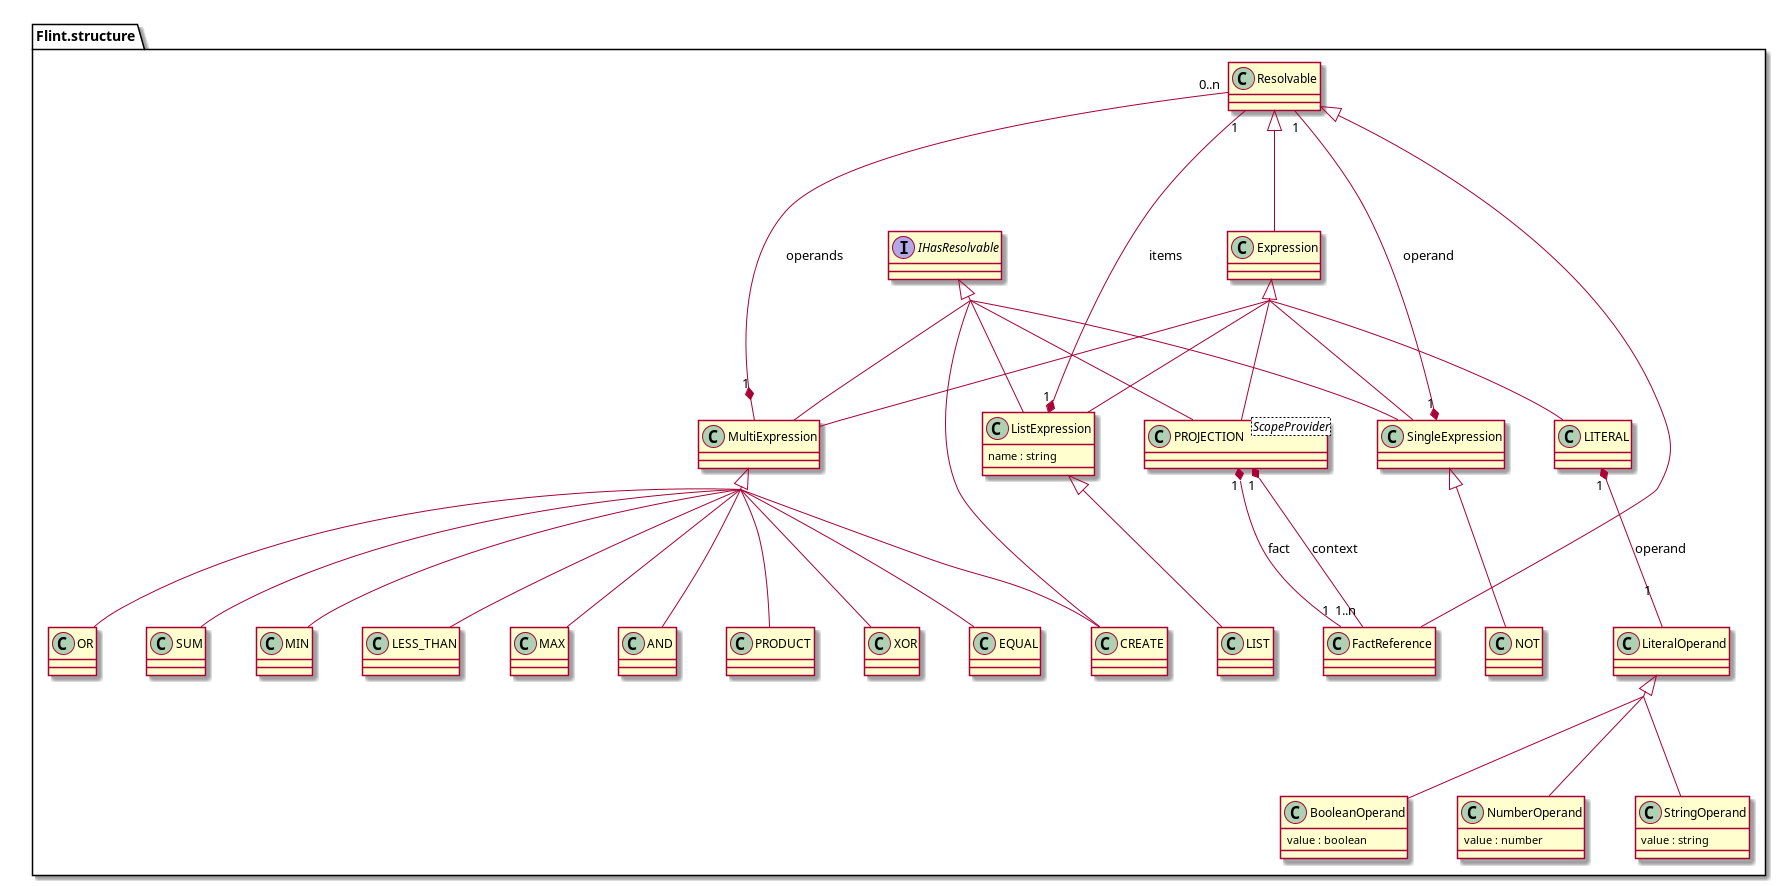 Flint.structure
C Resolvable
0..n
1
1
I IHasResolvable
C Expression
operands
items
operand
1
1
1
C MultiExpression
C ListExpression
name : string
C PROJECTION
ScopeProvider
C SingleExpression
C LITERAL
1
1
1
fact
context
operand
1
1..n
1
C OR
C SUM
C MIN
C LESS_THAN
C MAX
C AND
C PRODUCT
C XOR
C EQUAL
C CREATE
C LIST
C FactReference
C NOT
C LiteralOperand
C BooleanOperand
value : boolean
C NumberOperand
value : number
C StringOperand
value : string